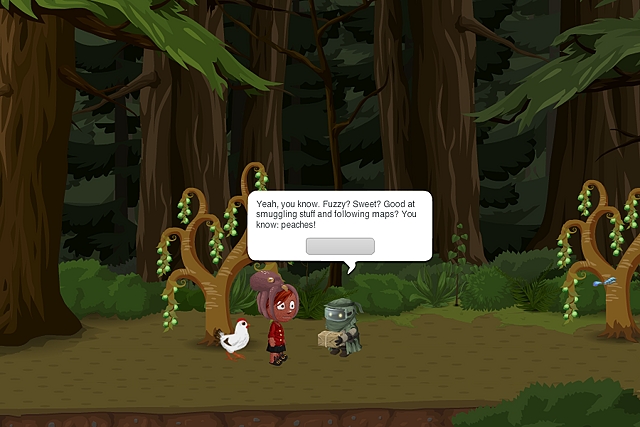 Yeah, you know. Fuzzy? Sweet? Good at
smuggling stuff and following maps? You
know: peaches!